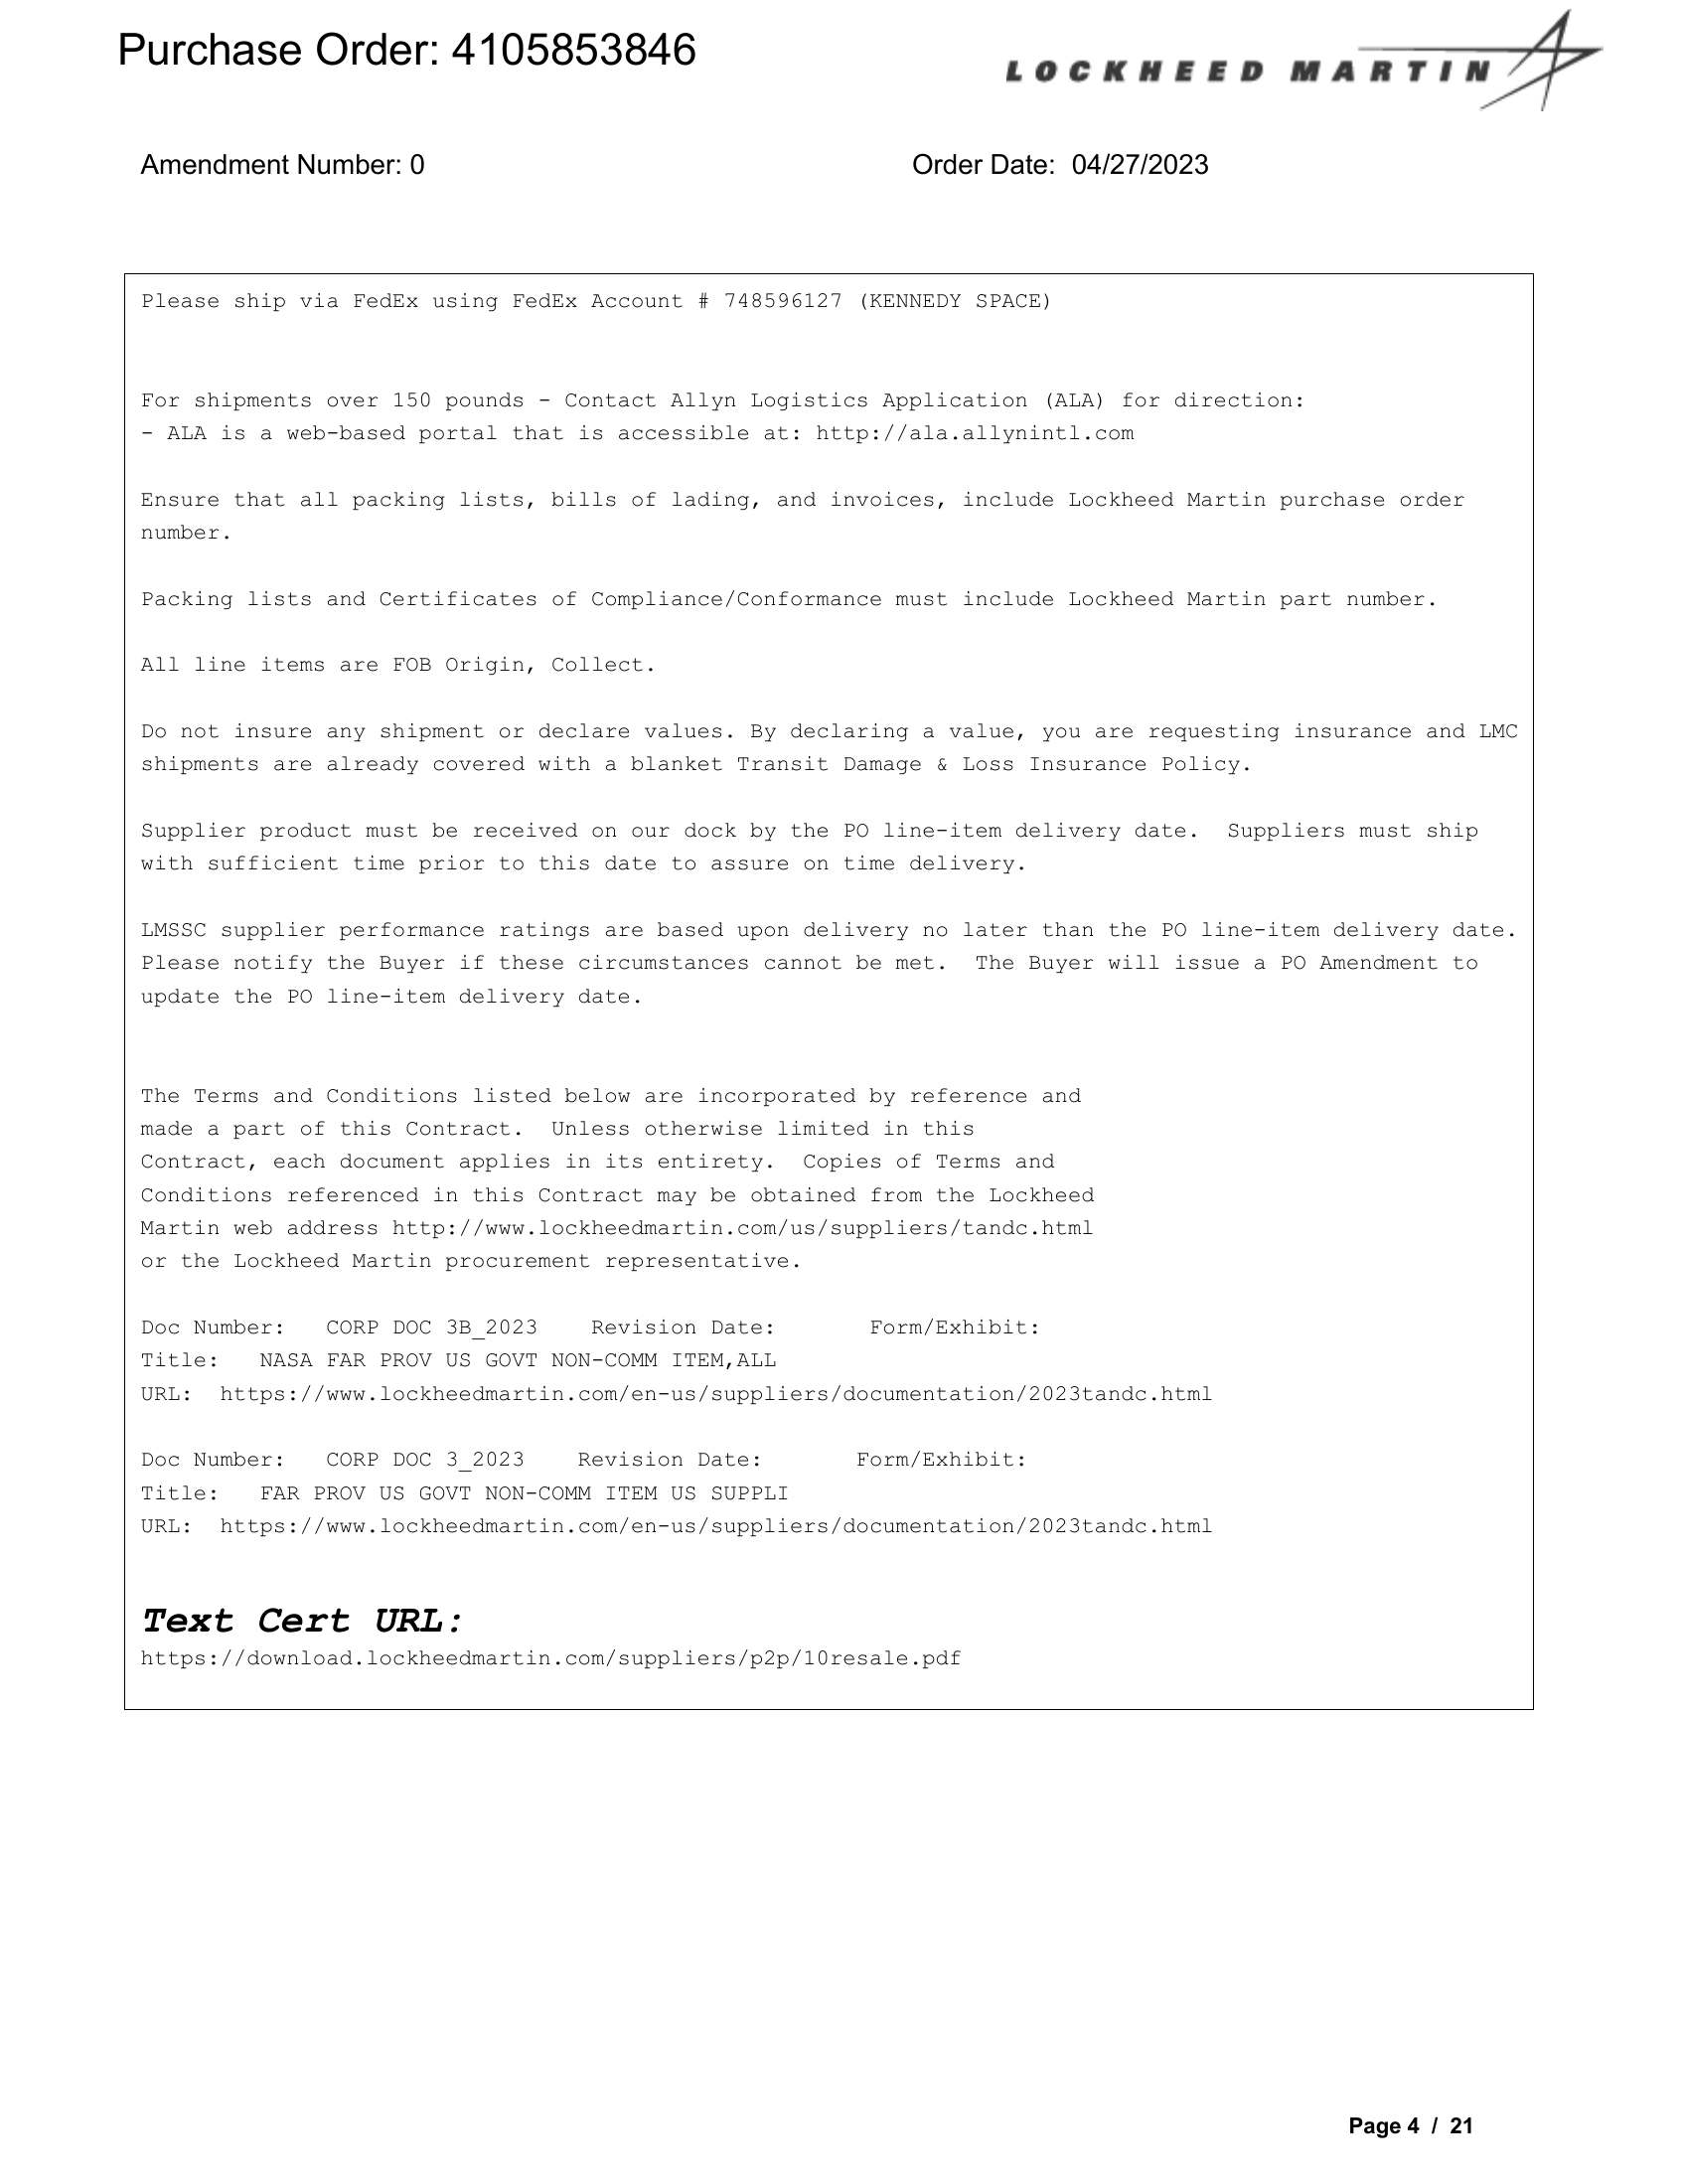 Purchase Order: 4105853846
LOCKHEED MARTIN
Amendment Number: 0
Order Date:  04/27/2023
Please ship via FedEx using FedEx Account # 748596127 (KENNEDY SPACE)
For shipments over 150 pounds - Contact Allyn Logistics Application (ALA) for direction:
- ALA is a web-based portal that is accessible at: http://ala.allynintl.com
Ensure that all packing lists, bills of lading, and invoices, include Lockheed Martin purchase order
number.
Packing lists and Certificates of Compliance/Conformance must include Lockheed Martin part number.
All line items are FOB Origin, Collect.
Do not insure any shipment or declare values. By declaring a value, you are requesting insurance and LMC
shipments are already covered with a blanket Transit Damage & Loss Insurance Policy.
Supplier product must be received on our dock by the PO line-item delivery date.  Suppliers must ship
with sufficient time prior to this date to assure on time delivery.
LMSSC supplier performance ratings are based upon delivery no later than the PO line-item delivery date.
Please notify the Buyer if these circumstances cannot be met.  The Buyer will issue a PO Amendment to
update the PO line-item delivery date.
The Terms and Conditions listed below are incorporated by reference and
made a part of this Contract.  Unless otherwise limited in this
Contract, each document applies in its entirety.  Copies of Terms and
Conditions referenced in this Contract may be obtained from the Lockheed
Martin web address http://www.lockheedmartin.com/us/suppliers/tandc.html
or the Lockheed Martin procurement representative.
Doc Number:   CORP DOC 3B_2023    Revision Date:       Form/Exhibit:
Title:   NASA FAR PROV US GOVT NON-COMM ITEM,ALL
URL:  https://www.lockheedmartin.com/en-us/suppliers/documentation/2023tandc.html
Doc Number:   CORP DOC 3_2023    Revision Date:       Form/Exhibit:
Title:   FAR PROV US GOVT NON-COMM ITEM US SUPPLI
URL:  https://www.lockheedmartin.com/en-us/suppliers/documentation/2023tandc.html
Text Cert URL:
https://download.lockheedmartin.com/suppliers/p2p/10resale.pdf
Page 4 / 21